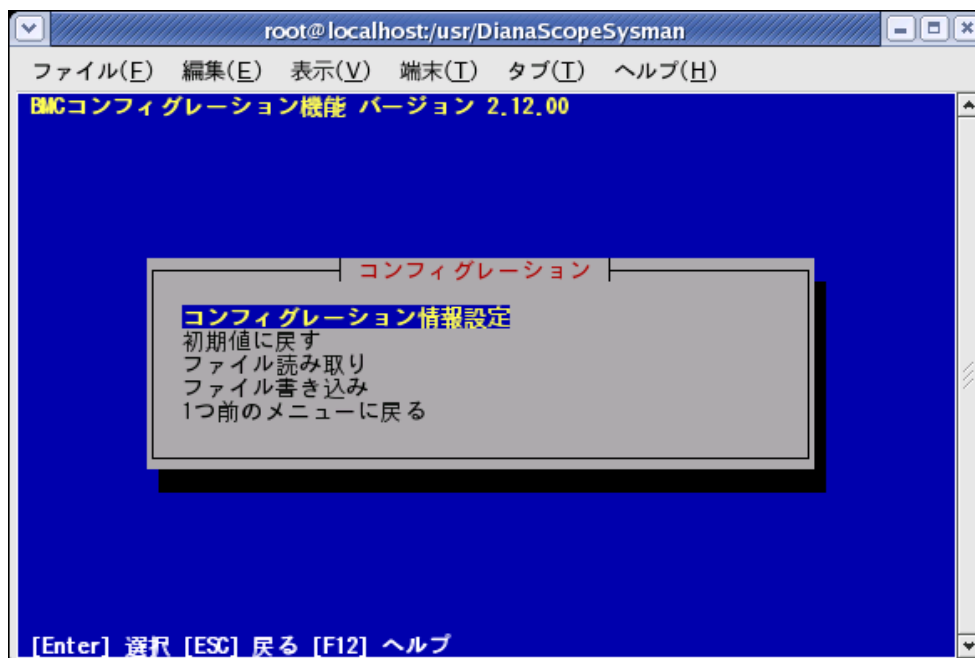 root@localhost:/usr/DianaScopeSysman
ファイル(F) 編集(E) 表示(V) 端末(T) タブ(T) ヘルプ(H)
BMCコンフィグレーション機能 バージョン 2.12.00
コンフィグレーション
コンフィグレーション情報設定
初期値に戻す
ファイル読み取り
ファイル書き込み
1つ前のメニューに戻る
[Enter] 選択 [ESC] 戻る [F12] ヘルプ